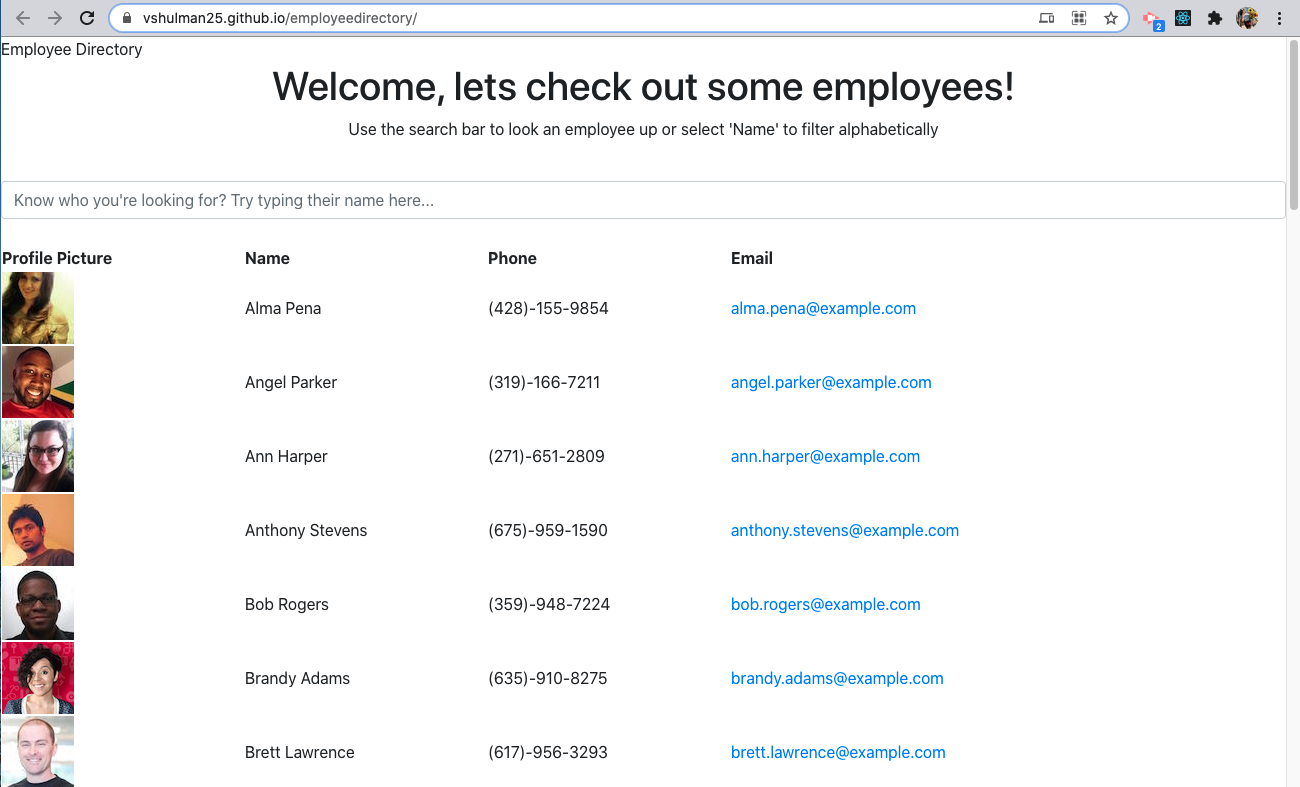 vshulman25.github.io/employeedirectory/
2
Employee Directory
Welcome, lets check out some employees!
Use the search bar to look an employee up or select 'Name' to filter alphabetically
Know who you're looking for? Try typing their name here...
Profile Picture Name Phone Email
Alma Pena (428)-155-9854 alma.pena@example.com
Angel Parker (319)-166-7211 angel.parker@example.com
Ann Harper (271)-651-2809 ann.harper@example.com
Anthony Stevens (675)-959-1590 anthony.stevens@example.com
Bob Rogers (359)-948-7224 bob.rogers@example.com
Brandy Adams (635)-910-8275 brandy.adams@example.com
Brett Lawrence (617)-956-3293 brett.lawrence@example.com